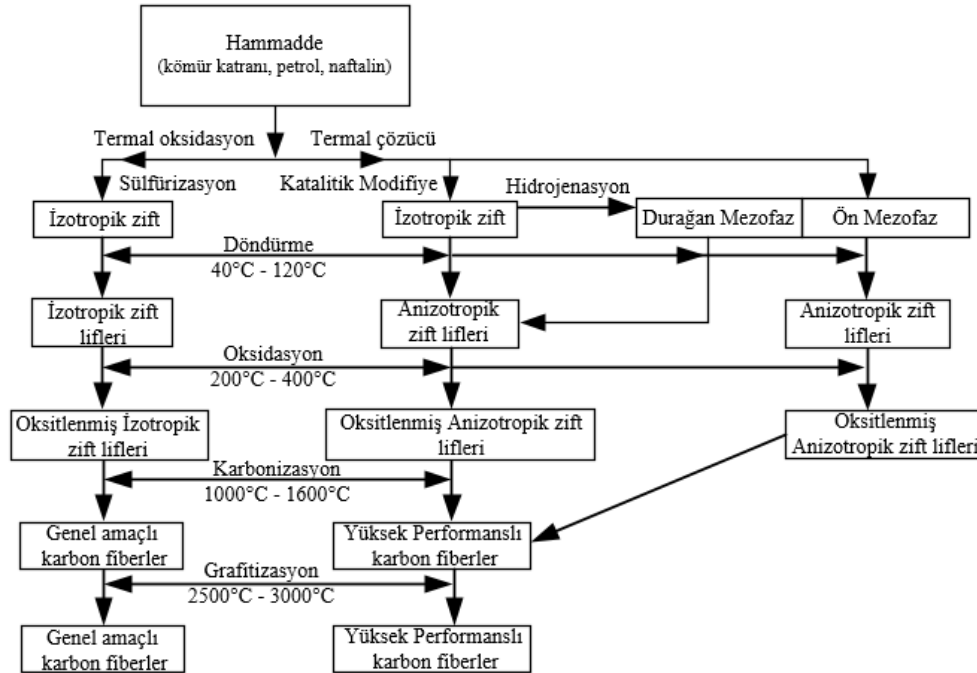 Hammadde
(kömür katranı, petrol, naftalin)
Termal oksidasyon
Termal çözücü
Sülfürizasyon
Katalitik Modifiye
Hidrojenasyon
İzotropik zift
İzotropik zift
Durağan Mezofaz
Ön Mezofaz
Döndürme
40°C - 120°C
İzotropik zift
lifleri
Anizotropik
zift lifleri
Anizotropik zift
lifleri
Oksidasyon
200°C - 400°C
Oksitlenmiş İzotropik
zift lifleri
Oksitlenmiş Anizotropik zift
lifleri
Oksitlenmiş
Anizotropik zift lifleri
Karbonizasyon
1000°C - 1600°C
Genel amaçlı
karbon fiberler
Yüksek Performanslı
karbon fiberler
Grafitizasyon
2500°C - 3000°C
Genel amaçlı
karbon fiberler
Yüksek Performanslı
karbon fiberler